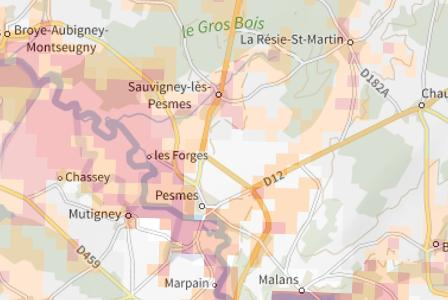 le Gros Bois
Broye-Aubigney-
Montseugny
La Résie-St-Martin
D182A
Sauvigney-lès-
Pesmes
Chau
les Forges
D12
Chassey
Pesmes
Mutigney
D459
B
Marpain
Malans